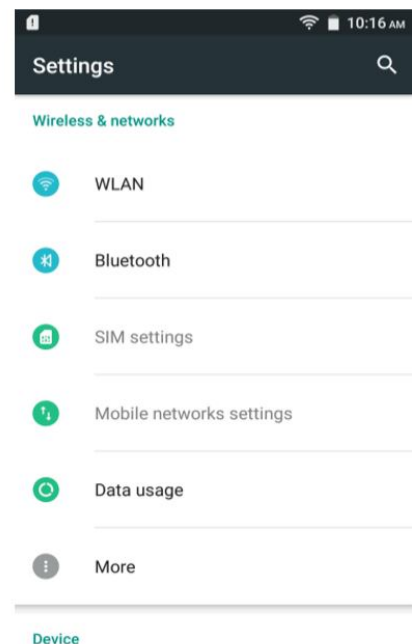 10:16 AM
Settings
Wireless & networks
WLAN
Bluetooth
SIM settings
Mobile networks settings
Data usage
More
Device